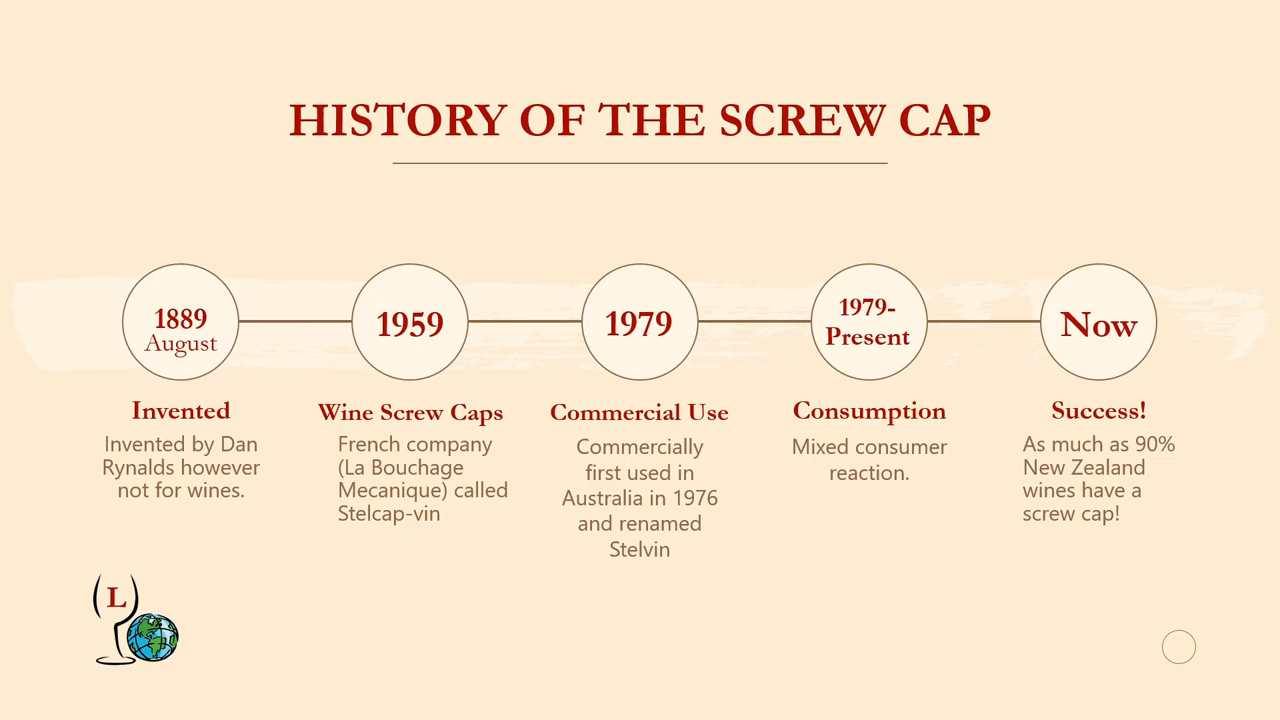 HISTORY OF THE SCREW CAP
1889
August
Invented
Invented by Dan
Rynalds however
not for wines.
1959
Wine Screw Caps
French company
(La Bouchage
Mecanique) called
Stelcap-vin
1979
Commercial Use
Commercially
first used in
Australia in 1976
and renamed
Stelvin
1979-
Present
Consumption
Mixed consumer
reaction.
Now
Success!
As much as 90%
New Zealand
wines have a
screw cap!
L